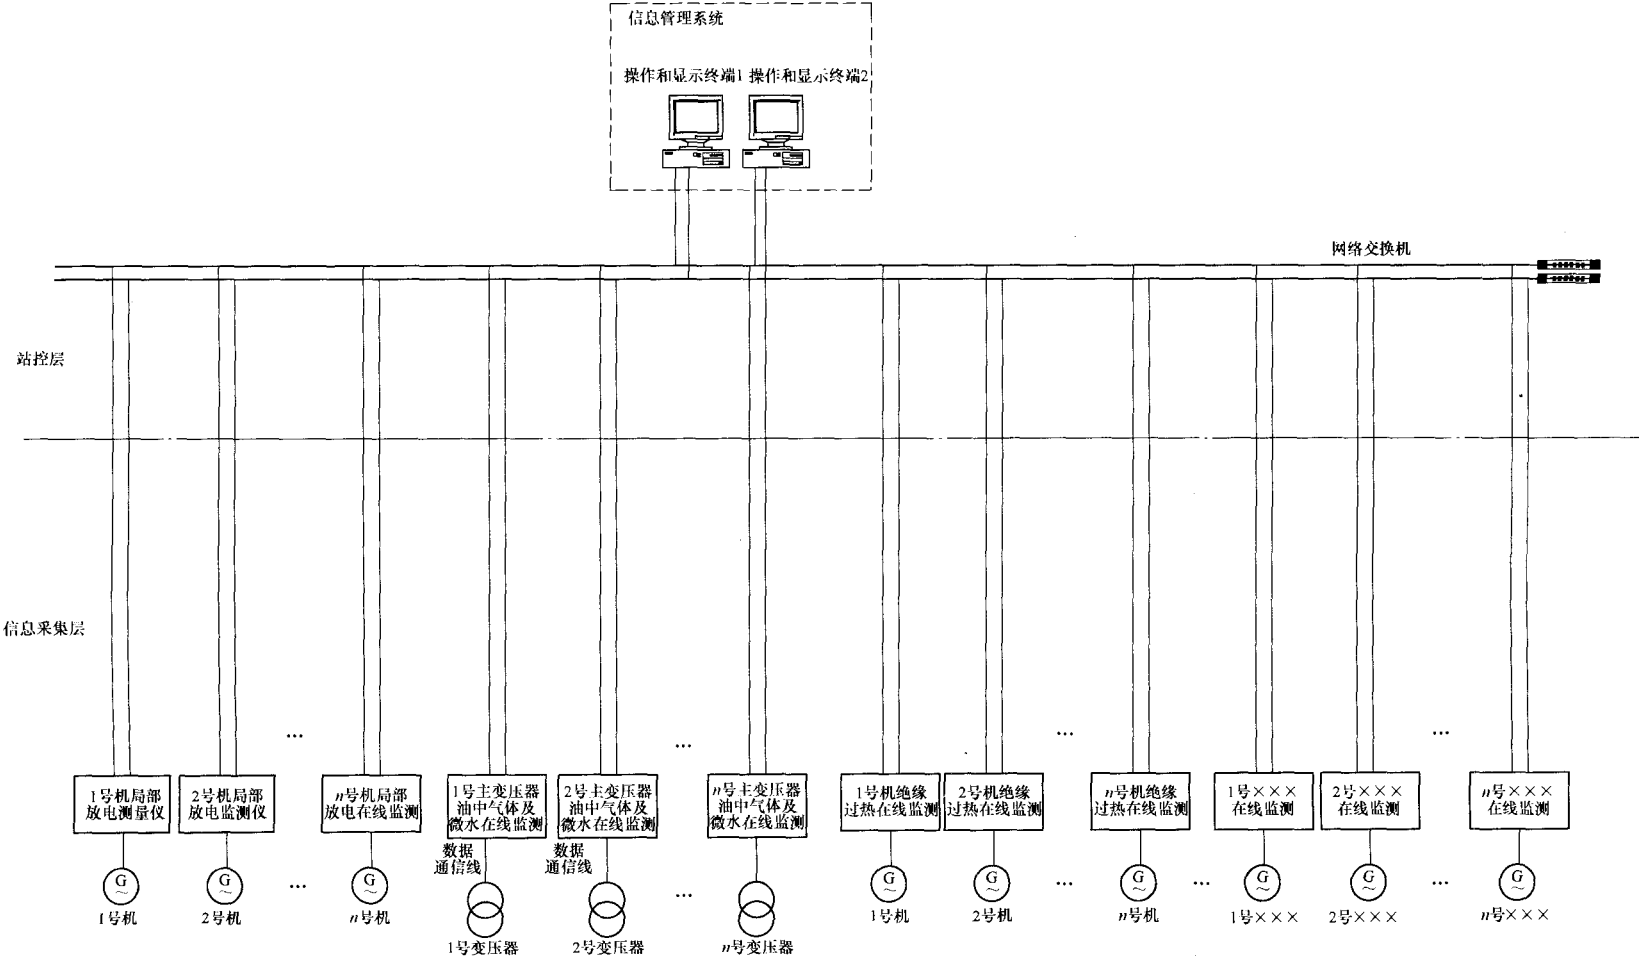 信息管理系统
操作和显示终端1 操作和显示终端2
网络交换机
站控层
信息采集层
...
...
...
...
1号机局部
放电测量仪
2号机局部
放电监测仪
n号机局部
放电在线监测
1号主变压器
油中气体及
微水在线监测
2号主变压器
油中气体及
微水在线监测
n号主变压器
油中气体及
微水在线监测
1号机绝缘
过热在线监测
2号机绝缘
过热在线监测
n号机绝缘
过热在线监测
1号×××
在线监测
2号×××
在线监测
n号×××
在线监测
数据
通信线
数据
通信线
G
~
G
~
...
G
~
...
G
~
G
~
...
G
~
...
G
~
G
~
...
G
~
1号机
2号机
n号机
1号变压器
2号变压器
n号变压器
1号机
2号机
n号机
1号×××
2号×××
n号×××